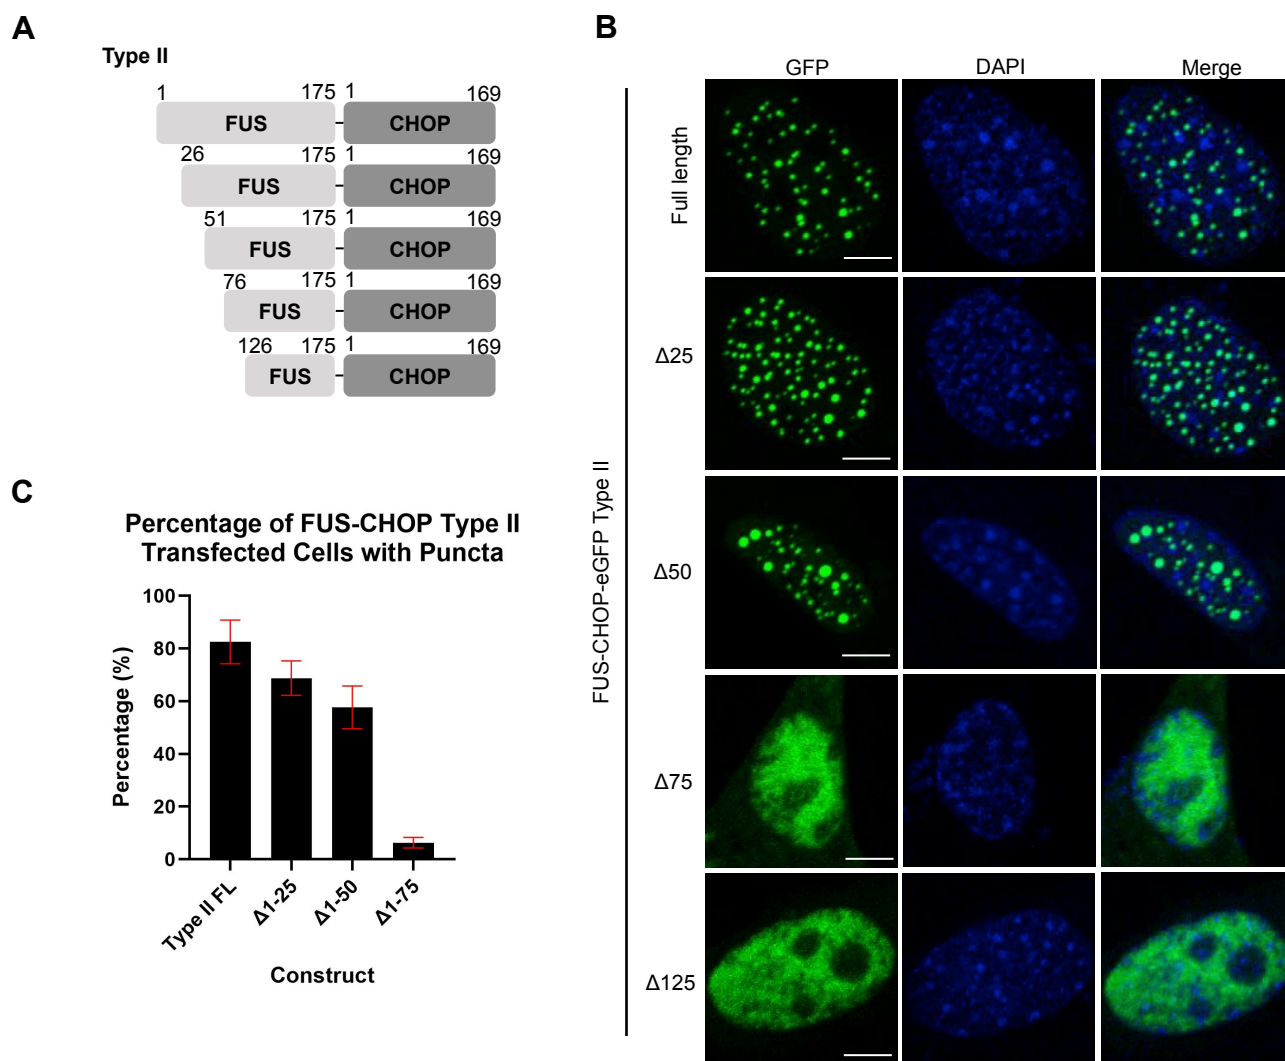 A
Type II
1 175 1 169
FUS CHOP
26 175 1 169
FUS CHOP
51 175 1 169
FUS CHOP
76 175 1 169
FUS CHOP
126 175 1 169
FUS CHOP
B
GFP DAPI Merge
FUS-CHOP-eGFP Type II
Full length
Δ25
Δ50
Δ75
Δ125
C
Percentage of FUS-CHOP Type II
Transfected Cells with Puncta
Percentage (%)
100
80
60
40
20
0
Type II FL
Δ1-25
Δ1-50
Δ1-75
Construct